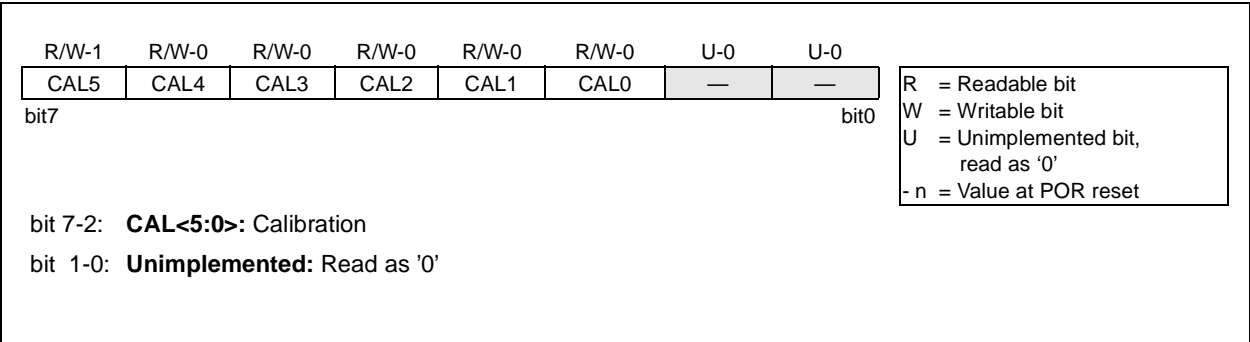 R/W-1 R/W-0 R/W-0 R/W-0 R/W-0 R/W-0 U-0 U-0
CAL5 CAL4 CAL3 CAL2 CAL1 CAL0 — —
bit7 bit0
R = Readable bit
W = Writable bit
U = Unimplemented bit,
read as ‘0’
- n = Value at POR reset
bit 7-2: CAL<5:0>: Calibration
bit 1-0: Unimplemented: Read as ’0’